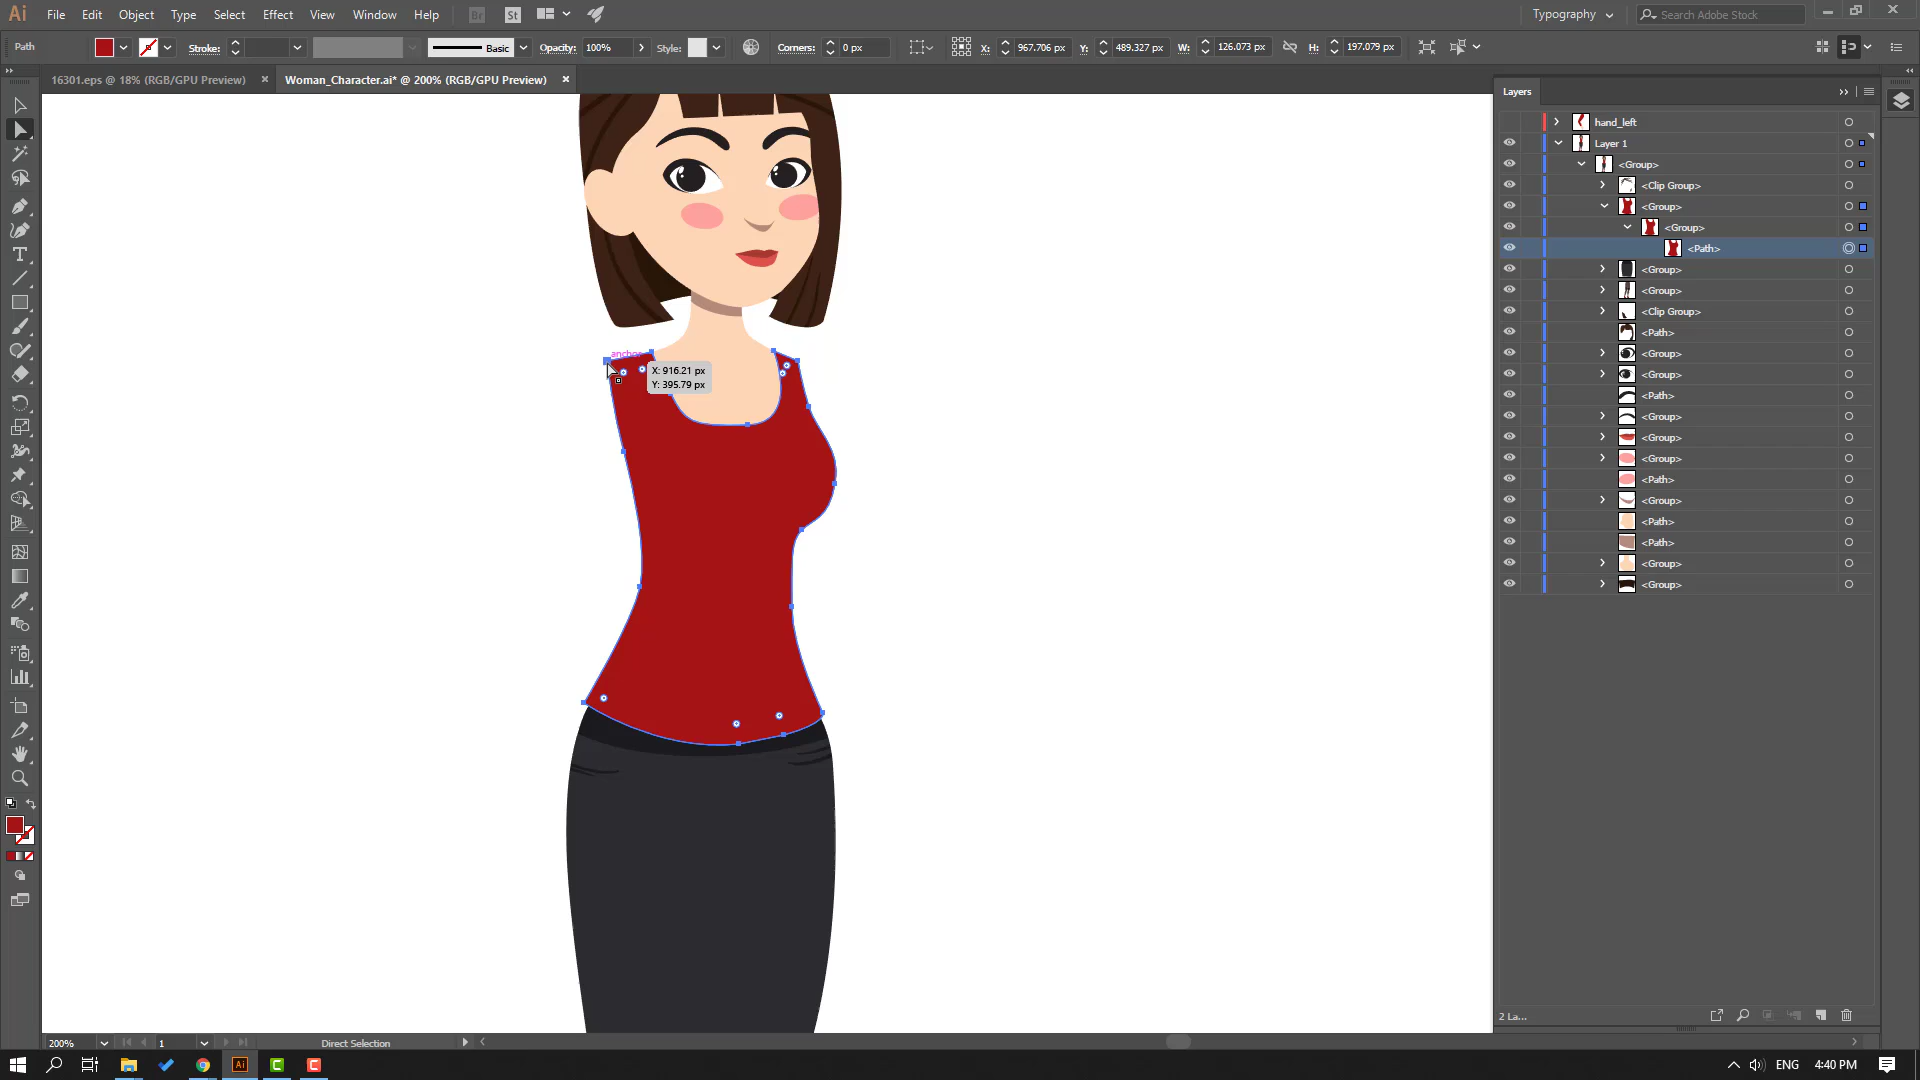 Ai File Edit Object Type Select Effect View Window Help Br St Typography Search Adobe Stock
Path Stroke: Basic Opacity: 100% Style: Corners: 0 px X: 967.706 px Y: 489.327 px W: 126.073 px H: 197.079 px
16301.eps @ 18% (RGB/GPU Preview) × Woman_Character.ai* @ 200% (RGB/GPU Preview) ×
Layers
hand_left
Layer 1
<Group>
<Clip Group>
<Group>
<Group>
<Path>
<Group>
<Group>
<Clip Group>
<Path>
<Group>
<Group>
<Path>
<Group>
<Group>
<Group>
<Path>
<Group>
<Path>
<Path>
<Group>
<Group>
anchor
X: 916.21 px
Y: 395.79 px
2 La...
200% 1 Direct Selection
Ai ENG 4:40 PM